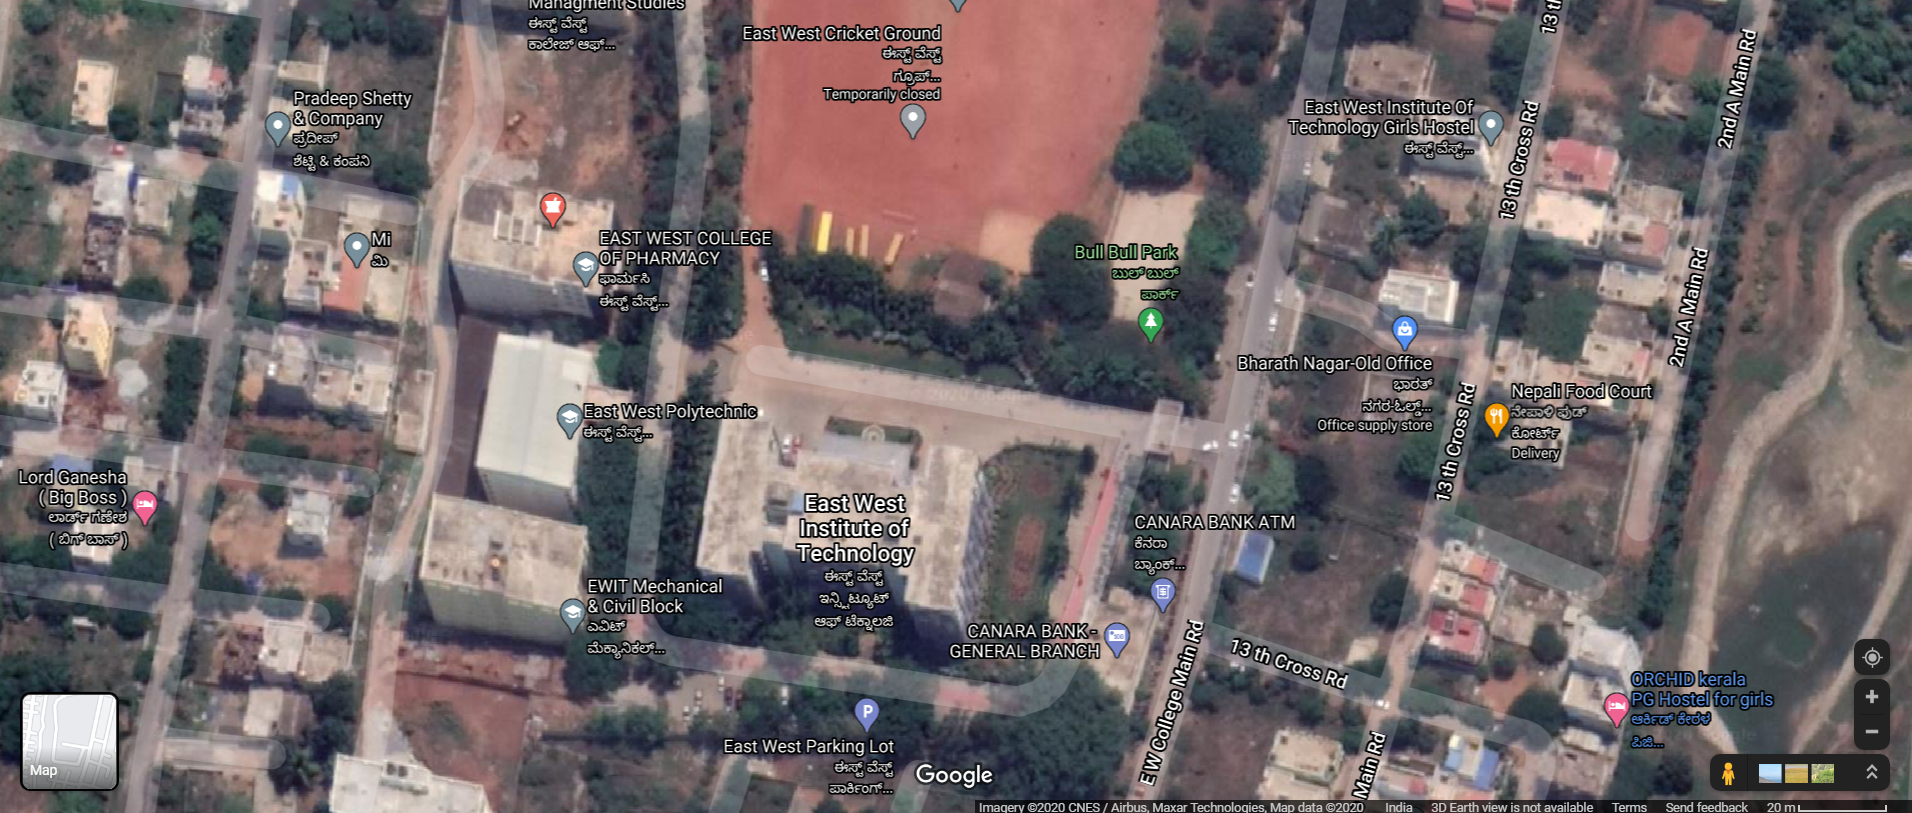 Managment Studies
ಈಸ್ಟ್ ವೆಸ್ಟ್
ಕಾಲೇಜ್ ಆಫ್...
East West Cricket Ground
ಈಸ್ಟ್ ವೆಸ್ಟ್
ಗ್ರೂಪ್...
Temporarily closed
13 th
2nd A Main Rd
Pradeep Shetty
& Company
ಪ್ರದೀಪ್
ಶೆಟ್ಟಿ & ಕಂಪನಿ
East West Institute Of
Technology Girls Hostel
ಈಸ್ಟ್ ವೆಸ್ಟ್...
13 th Cross Rd
Mi
ಮಿ
EAST WEST COLLEGE
OF PHARMACY
ಫಾರ್ಮಸಿ
ಈಸ್ಟ್ ವೆಸ್ಟ್...
Bull Bull Park
ಬುಲ್ ಬುಲ್
ಪಾರ್ಕ್
2nd A Main Rd
Bharath Nagar-Old Office
ಭಾರತ್
ನಗರ-ಓಲ್ಡ್...
Office supply store
Nepali Food Court
ನೇಪಾಳಿ ಫುಡ್
ಕೋರ್ಟ್
Delivery
East West Polytechnic
ಈಸ್ಟ್ ವೆಸ್ಟ್...
13 th Cross Rd
Lord Ganesha
( Big Boss )
ಲಾರ್ಡ್ ಗಣೇಶ
( ಬಿಗ್ ಬಾಸ್ )
East West
Institute of
Technology
ಈಸ್ಟ್ ವೆಸ್ಟ್
ಇನ್ಸ್ಟಿಟ್ಯೂಟ್
ಆಫ್ ಟೆಕ್ನಾಲಜಿ
CANARA BANK ATM
ಕೆನರಾ
ಬ್ಯಾಂಕ್...
EWIT Mechanical
& Civil Block
ಎವಿಟ್
ಮೆಕ್ಯಾನಿಕಲ್...
CANARA BANK -
GENERAL BRANCH
E W College Main Rd
13 th Cross Rd
ORCHID kerala
PG Hostel for girls
ಆರ್ಕಿಡ್ ಕೇರಳ
ಪಿಜಿ...
East West Parking Lot
ಈಸ್ಟ್ ವೆಸ್ಟ್
ಪಾರ್ಕಿಂಗ್...
Main Rd
Map
Google
Imagery ©2020 CNES / Airbus, Maxar Technologies, Map data ©2020 India 3D Earth view is not available Terms Send feedback 20 m